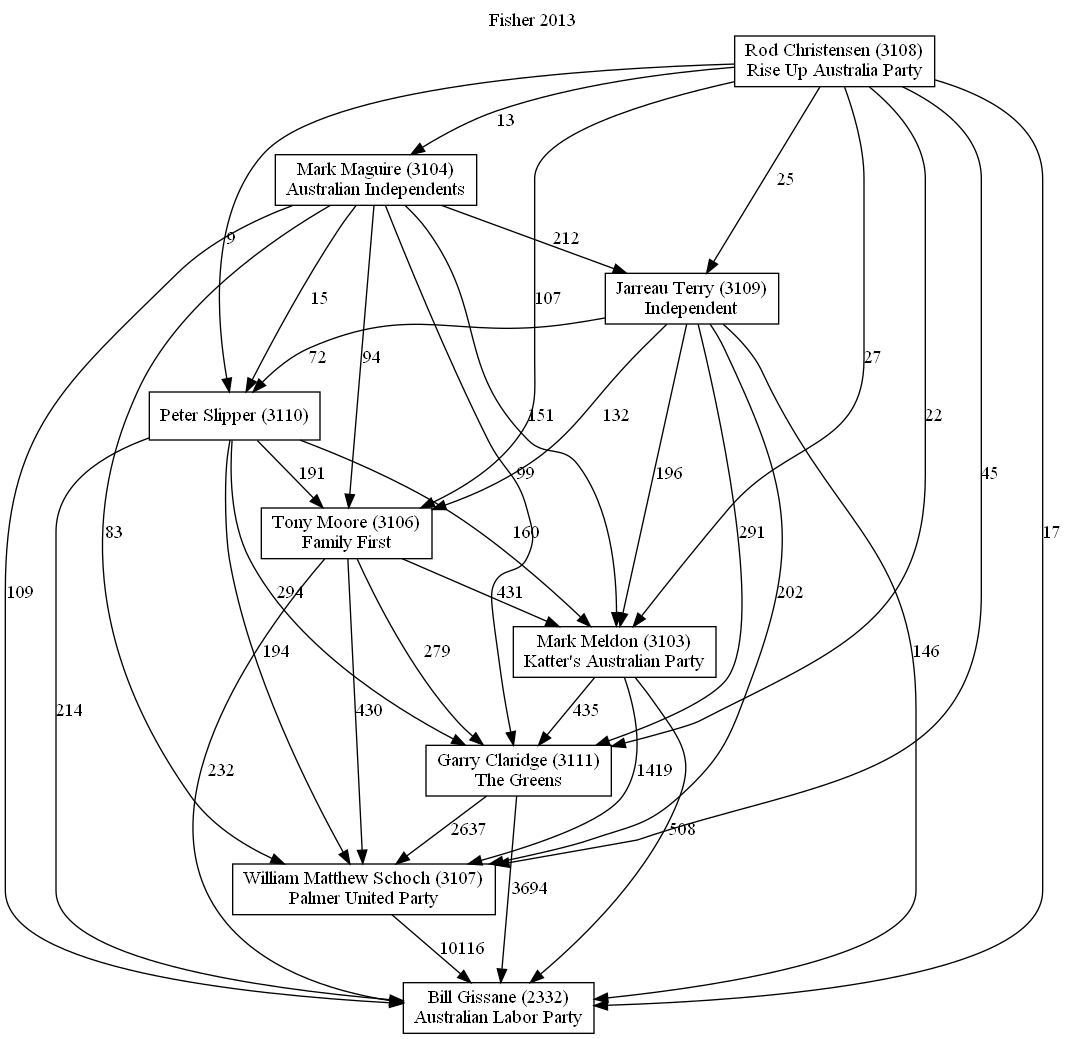 Fisher 2013
Rod Christensen (3108)
Rise Up Australia Party
13
Mark Maguire (3104)
Australian Independents
25
9
212
Jarreau Terry (3109)
Independent
15
107
72
94
27
Peter Slipper (3110)
151
132
22
191
99
196
45
Tony Moore (3106)
Family First
83
160
291
17
109
294
431
202
Mark Meldon (3103)
Katter's Australian Party
194
279
146
214
430
435
Garry Claridge (3111)
The Greens
232
1419
2637
508
William Matthew Schoch (3107)
Palmer United Party
3694
10116
Bill Gissane (2332)
Australian Labor Party